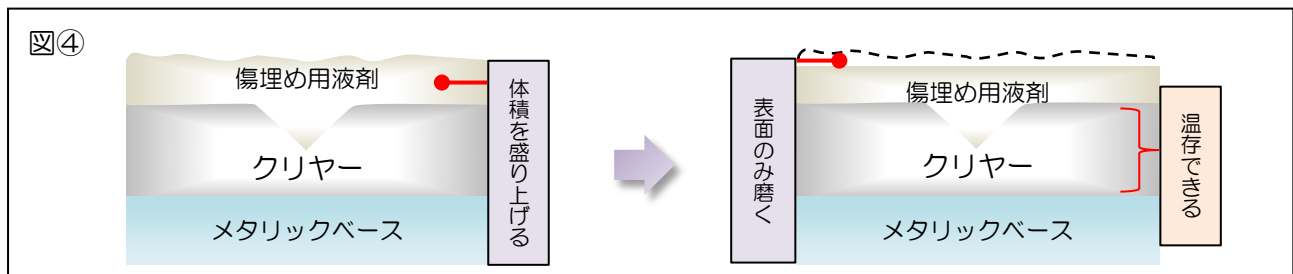 図④
傷埋め用液剤
クリヤー
メタリックベース
体積を盛り上げる
表面のみ磨く
傷埋め用液剤
クリヤー
メタリックベース
温存できる